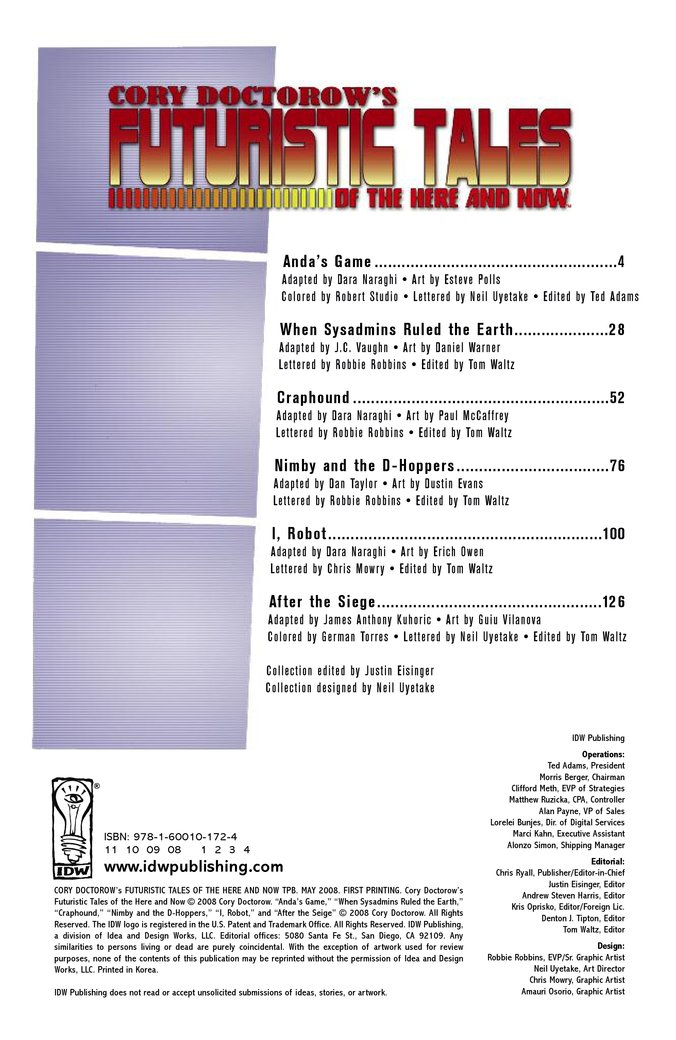 CORY DOCTOROW'S
FUTURISTIC TALES
OF THE HERE AND NOW™
Anda's Game......................................................4
Adapted by Dara Naraghi • Art by Esteve Polls
Colored by Robert Studio • Lettered by Neil Uyetake • Edited by Ted Adams
When Sysadmins Ruled the Earth.....................28
Adapted by J.C. Vaughn • Art by Daniel Warner
Lettered by Robbie Robbins • Edited by Tom Waltz
Craphound.........................................................52
Adapted by Dara Naraghi • Art by Paul McCaffrey
Lettered by Robbie Robbins • Edited by Tom Waltz
Nimby and the D-Hoppers..................................76
Adapted by Dan Taylor • Art by Dustin Evans
Lettered by Robbie Robbins • Edited by Tom Waltz
I, Robot.............................................................100
Adapted by Dara Naraghi • Art by Erich Owen
Lettered by Chris Mowry • Edited by Tom Waltz
After the Siege..................................................126
Adapted by James Anthony Kuhoric • Art by Guiu Vilanova
Colored by German Torres • Lettered by Neil Uyetake • Edited by Tom Waltz
Collection edited by Justin Eisinger
Collection designed by Neil Uyetake
IDW Publishing
Operations:
Ted Adams, President
Morris Berger, Chairman
Clifford Meth, EVP of Strategies
Matthew Ruzicka, CPA, Controller
Alan Payne, VP of Sales
Lorelei Bunjes, Dir. of Digital Services
Marci Kahn, Executive Assistant
Alonzo Simon, Shipping Manager
Editorial:
Chris Ryall, Publisher/Editor-in-Chief
Justin Eisinger, Editor
Andrew Steven Harris, Editor
Kris Oprisko, Editor/Foreign Lic.
Denton J. Tipton, Editor
Tom Waltz, Editor
Design:
Robbie Robbins, EVP/Sr. Graphic Artist
Neil Uyetake, Art Director
Chris Mowry, Graphic Artist
Amauri Osorio, Graphic Artist
®
IDW
ISBN: 978-1-60010-172-4
11 10 09 08 1 2 3 4
www.idwpublishing.com
CORY DOCTOROW's FUTURISTIC TALES OF THE HERE AND NOW TPB. MAY 2008. FIRST PRINTING. Cory Doctorow's
Futuristic Tales of the Here and Now © 2008 Cory Doctorow. "Anda's Game," "When Sysadmins Ruled the Earth,"
"Craphound," "Nimby and the D-Hoppers," "I, Robot," and "After the Seige" © 2008 Cory Doctorow. All Rights
Reserved. The IDW logo is registered in the U.S. Patent and Trademark Office. All Rights Reserved. IDW Publishing,
a division of Idea and Design Works, LLC. Editorial offices: 5080 Santa Fe St., San Diego, CA 92109. Any
similarities to persons living or dead are purely coincidental. With the exception of artwork used for review
purposes, none of the contents of this publication may be reprinted without the permission of Idea and Design
Works, LLC. Printed in Korea.
IDW Publishing does not read or accept unsolicited submissions of ideas, stories, or artwork.